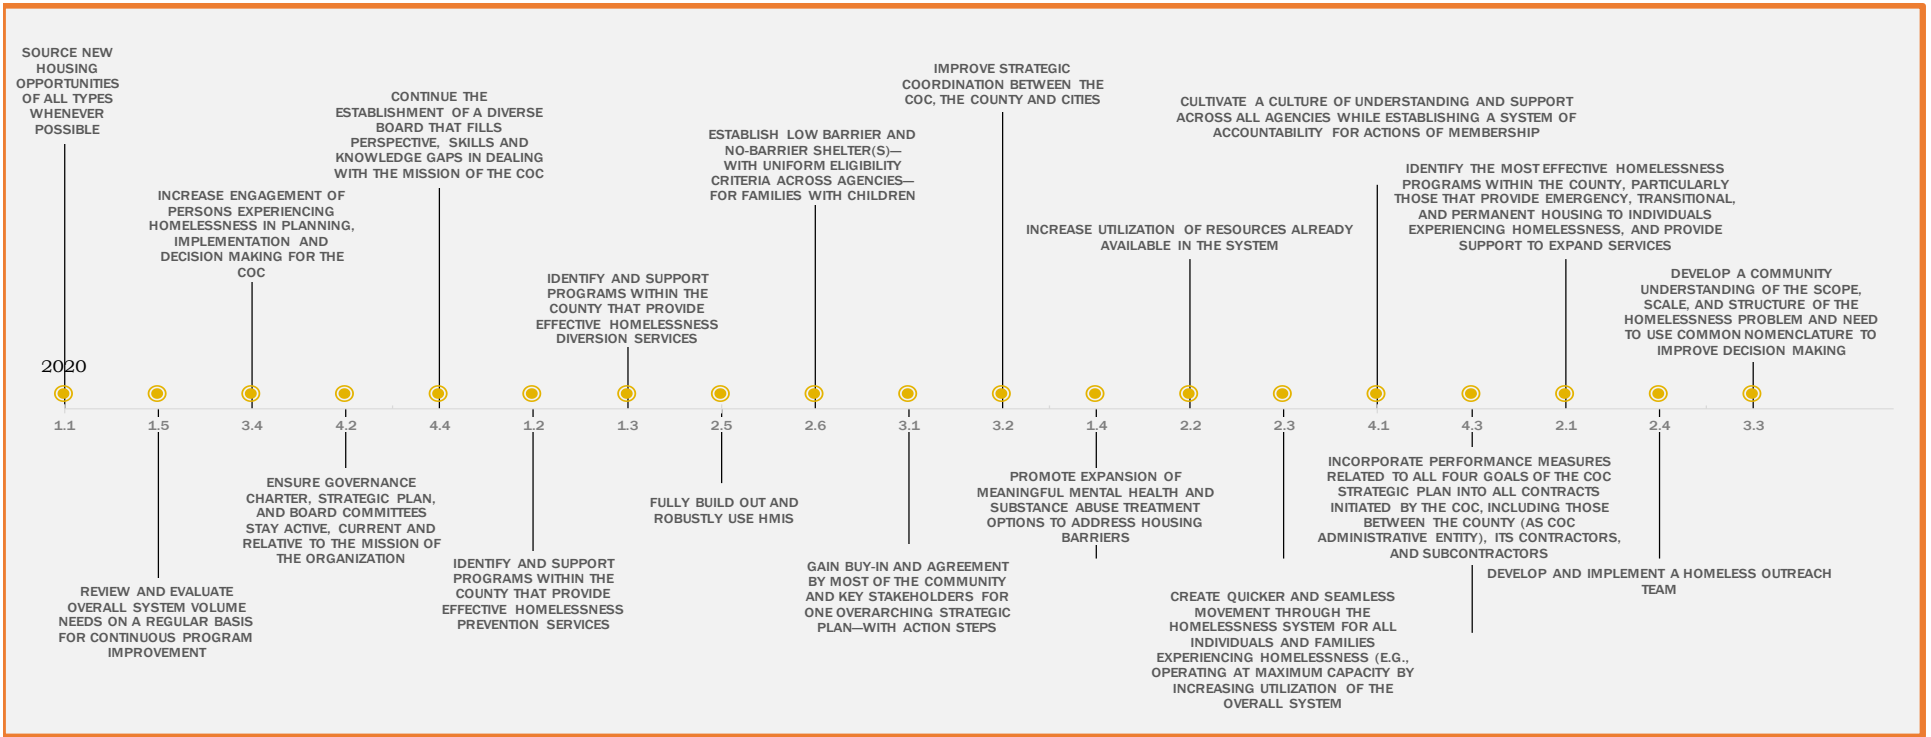 SOURCE NEW
HOUSING
OPPORTUNITIES
OF ALL TYPES
WHENEVER
POSSIBLE
INCREASE ENGAGEMENT OF
PERSONS EXPERIENCING
HOMELESSNESS IN PLANNING,
IMPLEMENTATION AND
DECISION MAKING FOR THE
COC
CONTINUE THE
ESTABLISHMENT OF A DIVERSE
BOARD THAT FILLS
PERSPECTIVE, SKILLS AND
KNOWLEDGE GAPS IN DEALING
WITH THE MISSION OF THE COC
IDENTIFY AND SUPPORT
PROGRAMS WITHIN THE
COUNTY THAT PROVIDE
EFFECTIVE HOMELESSNESS
DIVERSION SERVICES
ESTABLISH LOW BARRIER AND
NO-BARRIER SHELTER(S)—
WITH UNIFORM ELIGIBILITY
CRITERIA ACROSS AGENCIES—
FOR FAMILIES WITH CHILDREN
IMPROVE STRATEGIC
COORDINATION BETWEEN THE
COC, THE COUNTY AND CITIES
INCREASE UTILIZATION OF RESOURCES ALREADY
AVAILABLE IN THE SYSTEM
CULTIVATE A CULTURE OF UNDERSTANDING AND SUPPORT
ACROSS ALL AGENCIES WHILE ESTABLISHING A SYSTEM OF
ACCOUNTABILITY FOR ACTIONS OF MEMBERSHIP
IDENTIFY THE MOST EFFECTIVE HOMELESSNESS
PROGRAMS WITHIN THE COUNTY, PARTICULARLY
THOSE THAT PROVIDE EMERGENCY, TRANSITIONAL,
AND PERMANENT HOUSING TO INDIVIDUALS
EXPERIENCING HOMELESSNESS, AND PROVIDE
SUPPORT TO EXPAND SERVICES
DEVELOP A COMMUNITY
UNDERSTANDING OF THE SCOPE,
SCALE, AND STRUCTURE OF THE
HOMELESSNESS PROBLEM AND NEED
TO USE COMMON NOMENCLATURE TO
IMPROVE DECISION MAKING
2020
1.1 1.5 3.4 4.2 4.4 1.2 1.3 2.5 2.6 3.1 3.2 1.4 2.2 2.3 4.1 4.3 2.1 2.4 3.3
REVIEW AND EVALUATE
OVERALL SYSTEM VOLUME
NEEDS ON A REGULAR BASIS
FOR CONTINUOUS PROGRAM
IMPROVEMENT
ENSURE GOVERNANCE
CHARTER, STRATEGIC PLAN,
AND BOARD COMMITTEES
STAY ACTIVE, CURRENT AND
RELATIVE TO THE MISSION OF
THE ORGANIZATION
IDENTIFY AND SUPPORT
PROGRAMS WITHIN THE
COUNTY THAT PROVIDE
EFFECTIVE HOMELESSNESS
PREVENTION SERVICES
FULLY BUILD OUT AND
ROBUSTLY USE HMIS
GAIN BUY-IN AND AGREEMENT
BY MOST OF THE COMMUNITY
AND KEY STAKEHOLDERS FOR
ONE OVERARCHING STRATEGIC
PLAN—WITH ACTION STEPS
PROMOTE EXPANSION OF
MEANINGFUL MENTAL HEALTH AND
SUBSTANCE ABUSE TREATMENT
OPTIONS TO ADDRESS HOUSING
BARRIERS
CREATE QUICKER AND SEAMLESS
MOVEMENT THROUGH THE
HOMELESSNESS SYSTEM FOR ALL
INDIVIDUALS AND FAMILIES
EXPERIENCING HOMELESSNESS (E.G.,
OPERATING AT MAXIMUM CAPACITY BY
INCREASING UTILIZATION OF THE
OVERALL SYSTEM
INCORPORATE PERFORMANCE MEASURES
RELATED TO ALL FOUR GOALS OF THE COC
STRATEGIC PLAN INTO ALL CONTRACTS
INITIATED BY THE COC, INCLUDING THOSE
BETWEEN THE COUNTY (AS COC
ADMINISTRATIVE ENTITY), ITS CONTRACTORS,
AND SUBCONTRACTORS
DEVELOP AND IMPLEMENT A HOMELESS OUTREACH
TEAM